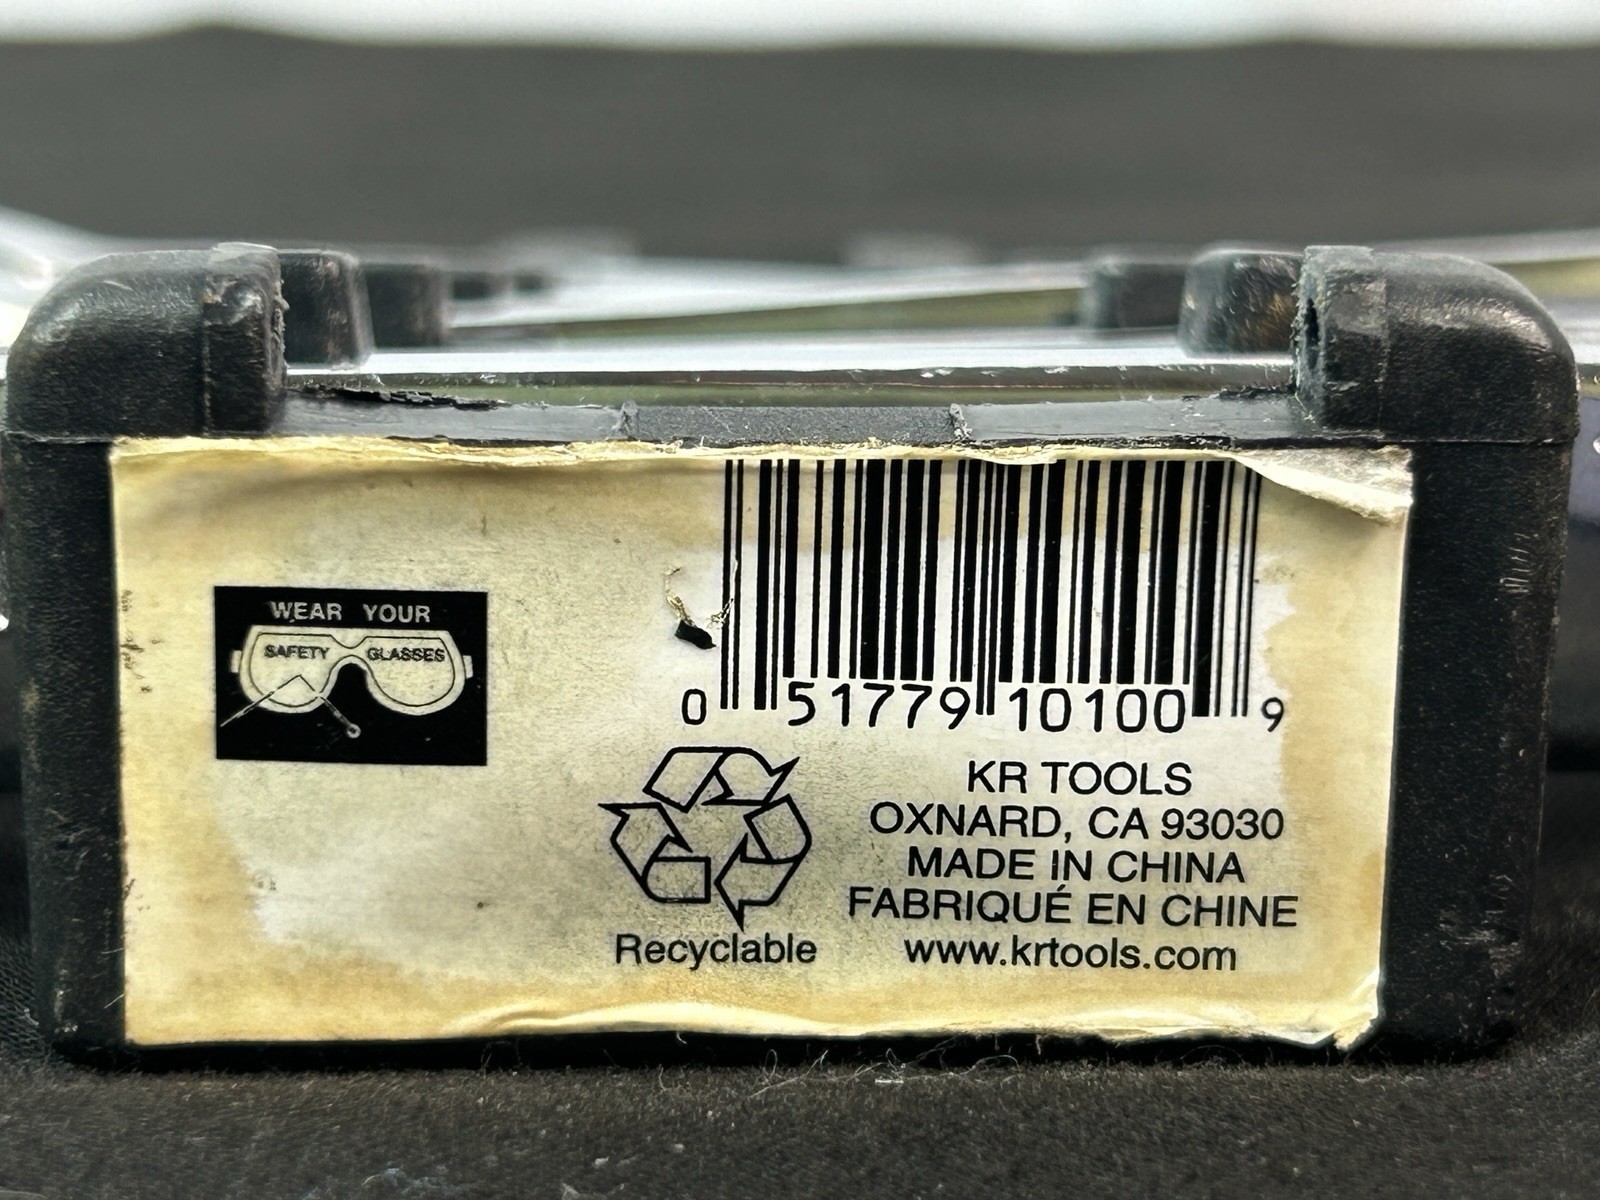 WEAR YOUR
SAFETY GLASSES
0 51779 10100 9
Recyclable
KR TOOLS
OXNARD, CA 93030
MADE IN CHINA
FABRIQUÉ EN CHINE
www.krtools.com